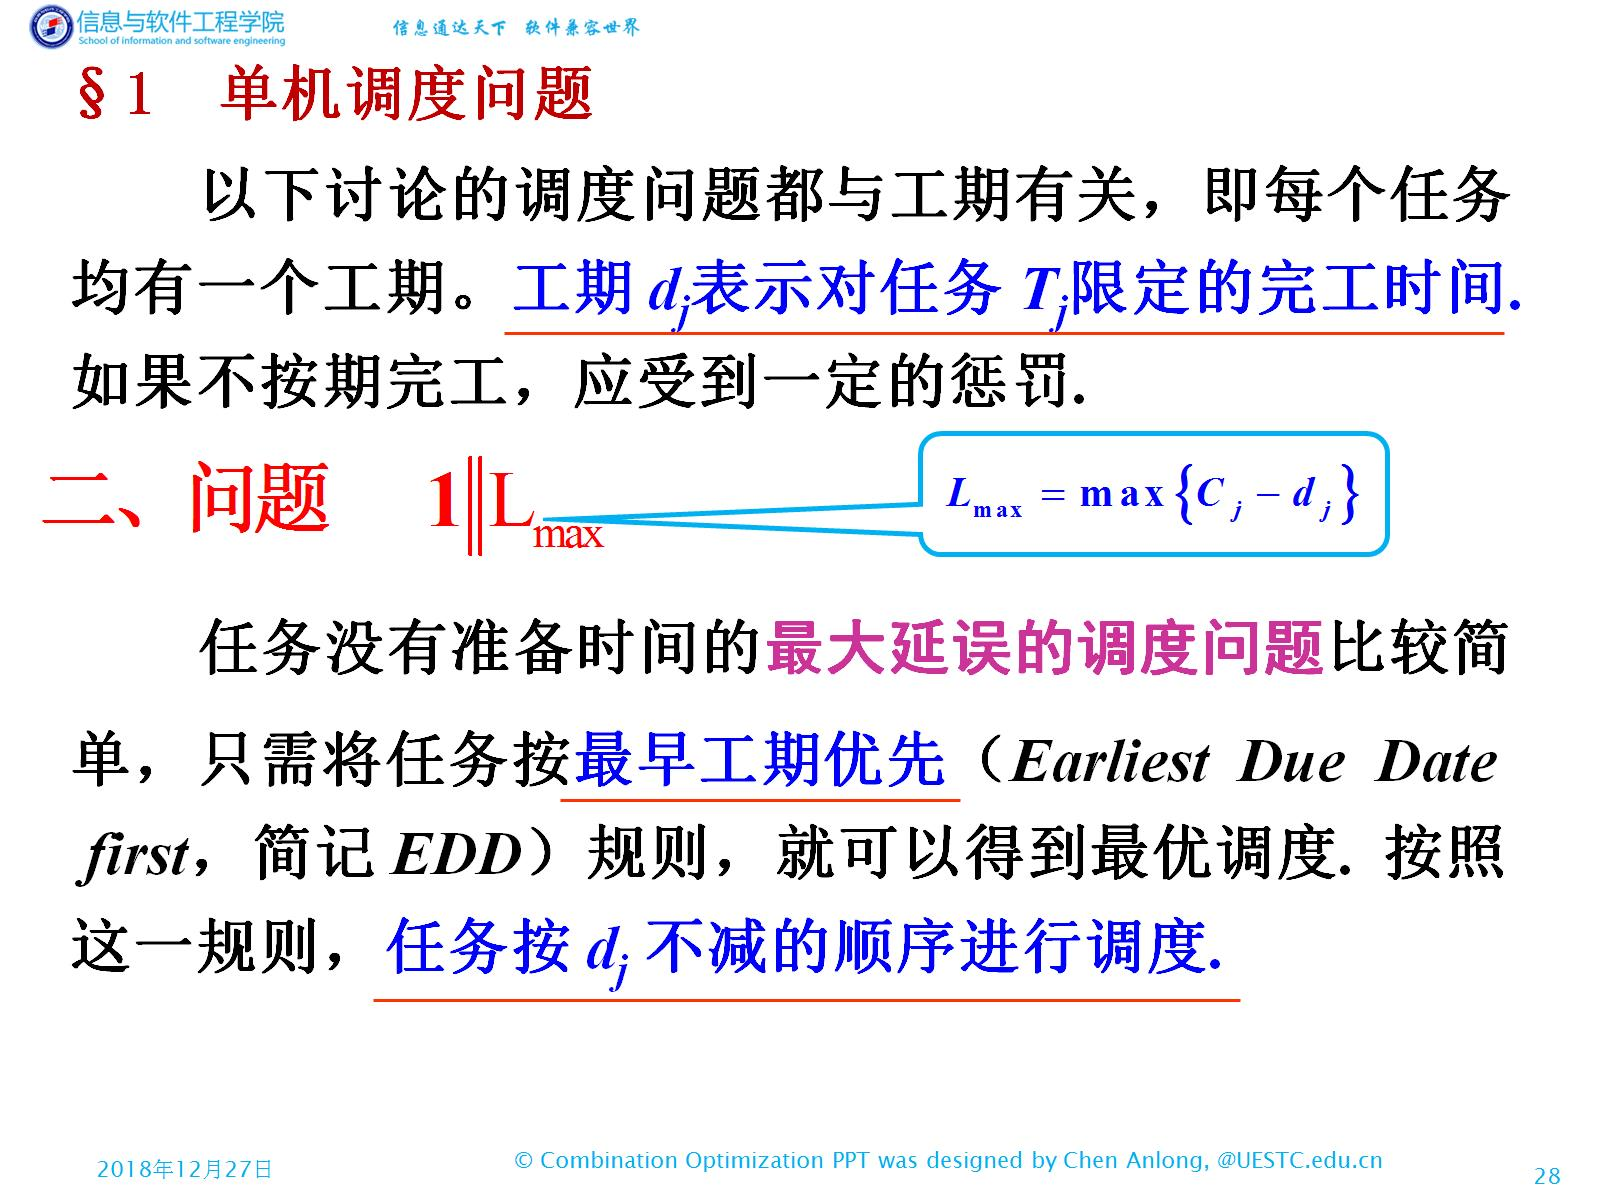 信息与软件工程学院
School of information and software engineering
信息通达天下 软件兼容世界
§1 单机调度问题
以下讨论的调度问题都与工期有关，即每个任务
均有一个工期。工期 dj表示对任务 Tj限定的完工时间.
如果不按期完工，应受到一定的惩罚.
二、问题 1‖Lmax
Lmax = max{Cj − dj}
任务没有准备时间的最大延误的调度问题比较简
单，只需将任务按最早工期优先（Earliest Due Date
first，简记 EDD）规则，就可以得到最优调度. 按照
这一规则，任务按 dj 不减的顺序进行调度.
2018年12月27日
© Combination Optimization PPT was designed by Chen Anlong, @UESTC.edu.cn
28